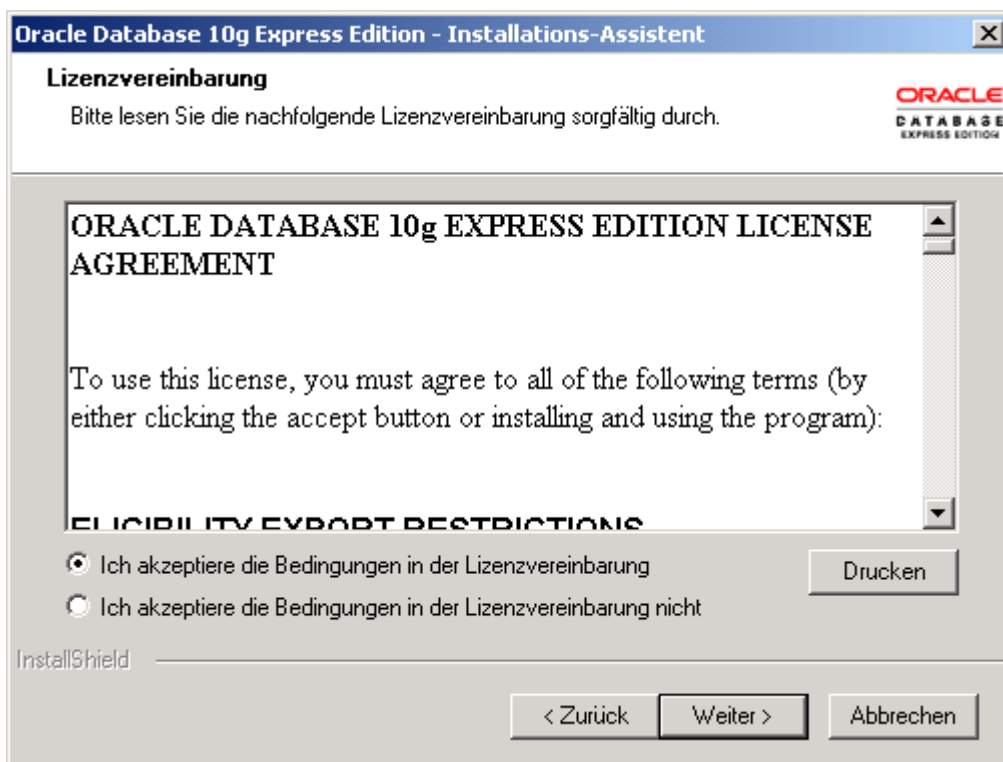 Oracle Database 10g Express Edition - Installations-Assistent
Lizenzvereinbarung
Bitte lesen Sie die nachfolgende Lizenzvereinbarung sorgfältig durch.
ORACLE
DATABASE
EXPRESS EDITION
ORACLE DATABASE 10g EXPRESS EDITION LICENSE
AGREEMENT
To use this license, you must agree to all of the following terms (by
either clicking the accept button or installing and using the program):
ELIGIBILITY EXPORT RESTRICTIONS
Ich akzeptiere die Bedingungen in der Lizenzvereinbarung
Drucken
Ich akzeptiere die Bedingungen in der Lizenzvereinbarung nicht
InstallShield
< Zurück
Weiter >
Abbrechen